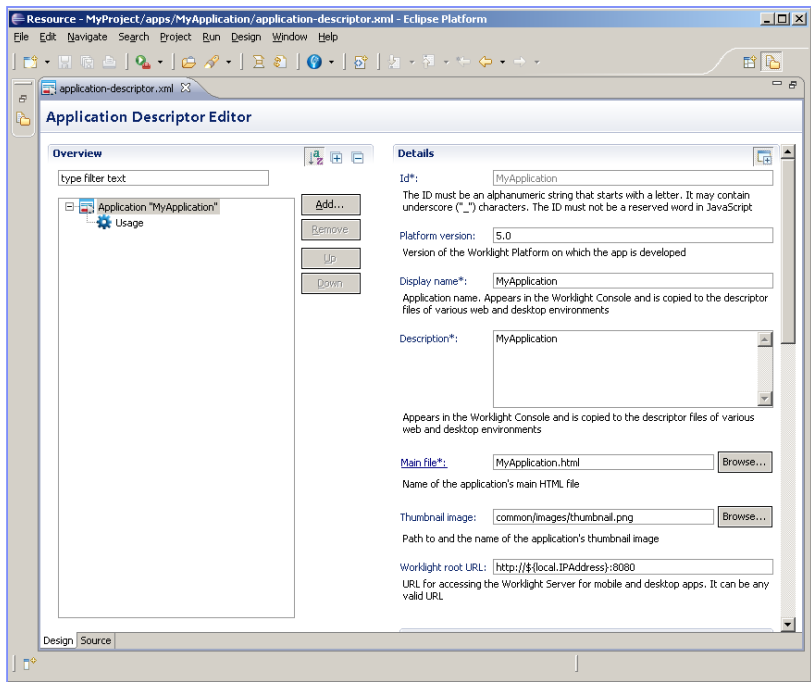 Resource - MyProject/apps/MyApplication/application-descriptor.xml - Eclipse Platform
File Edit Navigate Search Project Run Design Window Help
application-descriptor.xml
Application Descriptor Editor
Overview
type filter text
Application "MyApplication"
Usage
Add...
Remove
Up
Down
Details
Id*: MyApplication
The ID must be an alphanumeric string that starts with a letter. It may contain
underscore ("_") characters. The ID must not be a reserved word in JavaScript
Platform version: 5.0
Version of the Worklight Platform on which the app is developed
Display name*: MyApplication
Application name. Appears in the Worklight Console and is copied to the descriptor
files of various web and desktop environments
Description*: MyApplication
Appears in the Worklight Console and is copied to the descriptor files of various
web and desktop environments
Main file*: MyApplication.html Browse...
Name of the application's main HTML file
Thumbnail image: common/images/thumbnail.png Browse...
Path to and the name of the application's thumbnail image
Worklight root URL: http://${local.IPAddress}:8080
URL for accessing the Worklight Server for mobile and desktop apps. It can be any
valid URL
Design Source